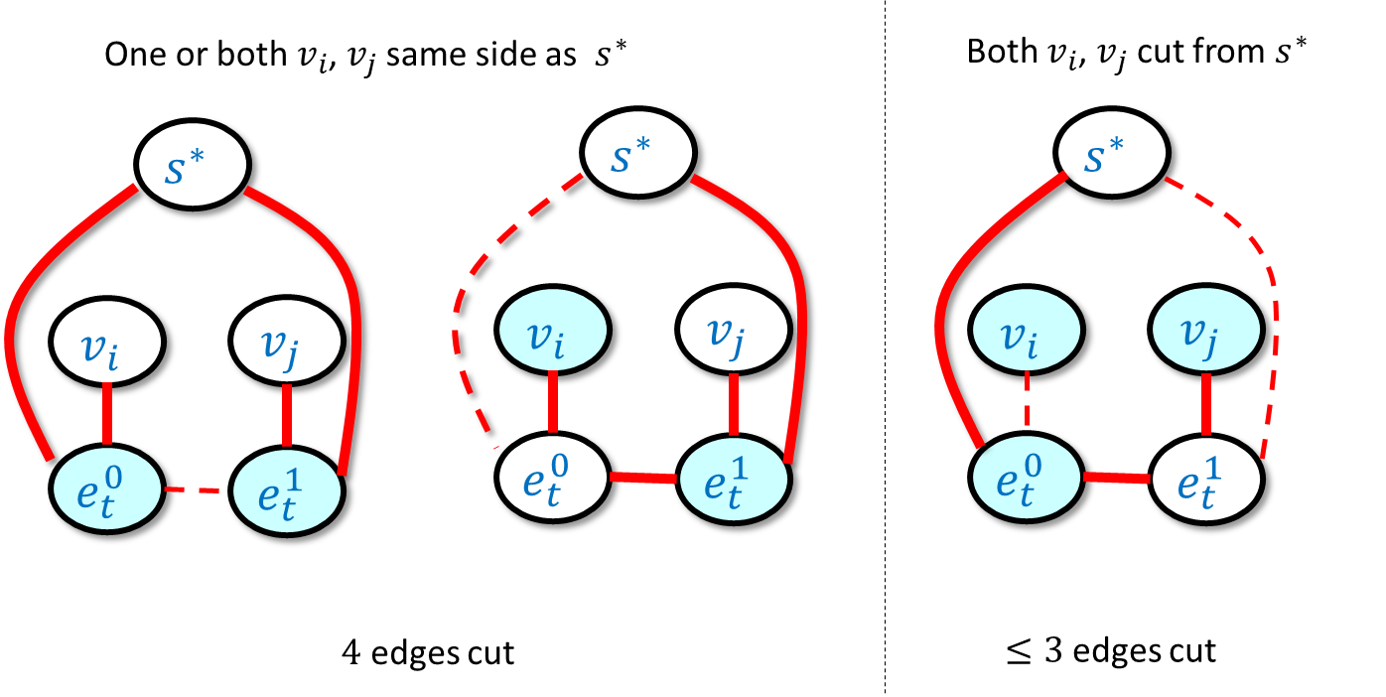 One or both $v_i$, $v_j$ same side as $s^*$
Both $v_i$, $v_j$ cut from $s^*$
$s^*$
$v_i$
$v_j$
$e_t^0$
$e_t^1$
$s^*$
$v_i$
$v_j$
$e_t^0$
$e_t^1$
$s^*$
$v_i$
$v_j$
$e_t^0$
$e_t^1$
4 edges cut
≤ 3 edges cut